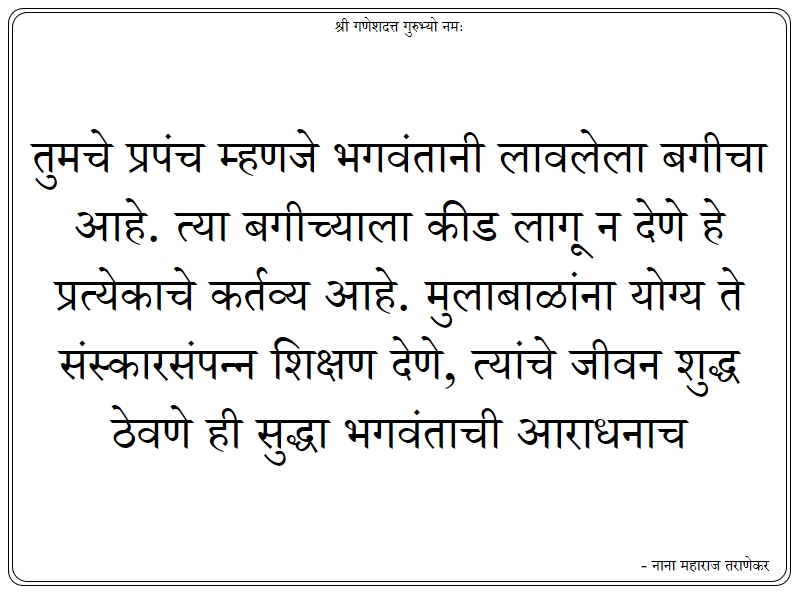 श्री गणेशदत्त गुरुभ्यो नमः
तुमचे प्रपंच म्हणजे भगवंतानी लावलेला बगीचा
आहे. त्या बगीच्याला कीड लागू न देणे हे
प्रत्येकाचे कर्तव्य आहे. मुलाबाळांना योग्य ते
संस्कारसंपन्न शिक्षण देणे, त्यांचे जीवन शुद्ध
ठेवणे ही सुद्धा भगवंताची आराधनाच
- नाना महाराज तराणेकर